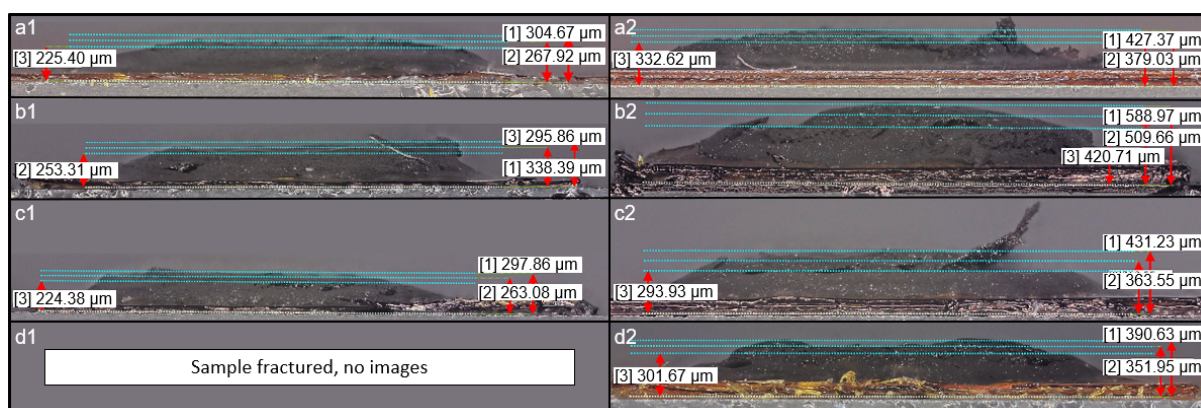 a1
[1] 304.67 µm
[3] 225.40 µm
[2] 267.92 µm
a2
[1] 427.37 µm
[3] 332.62 µm
[2] 379.03 µm
b1
[3] 295.86 µm
[2] 253.31 µm
[1] 338.39 µm
b2
[1] 588.97 µm
[2] 509.66 µm
[3] 420.71 µm
c1
[1] 297.86 µm
[3] 224.38 µm
[2] 263.08 µm
c2
[1] 431.23 µm
[3] 293.93 µm
[2] 363.55 µm
d1
Sample fractured, no images
d2
[1] 390.63 µm
[3] 301.67 µm
[2] 351.95 µm